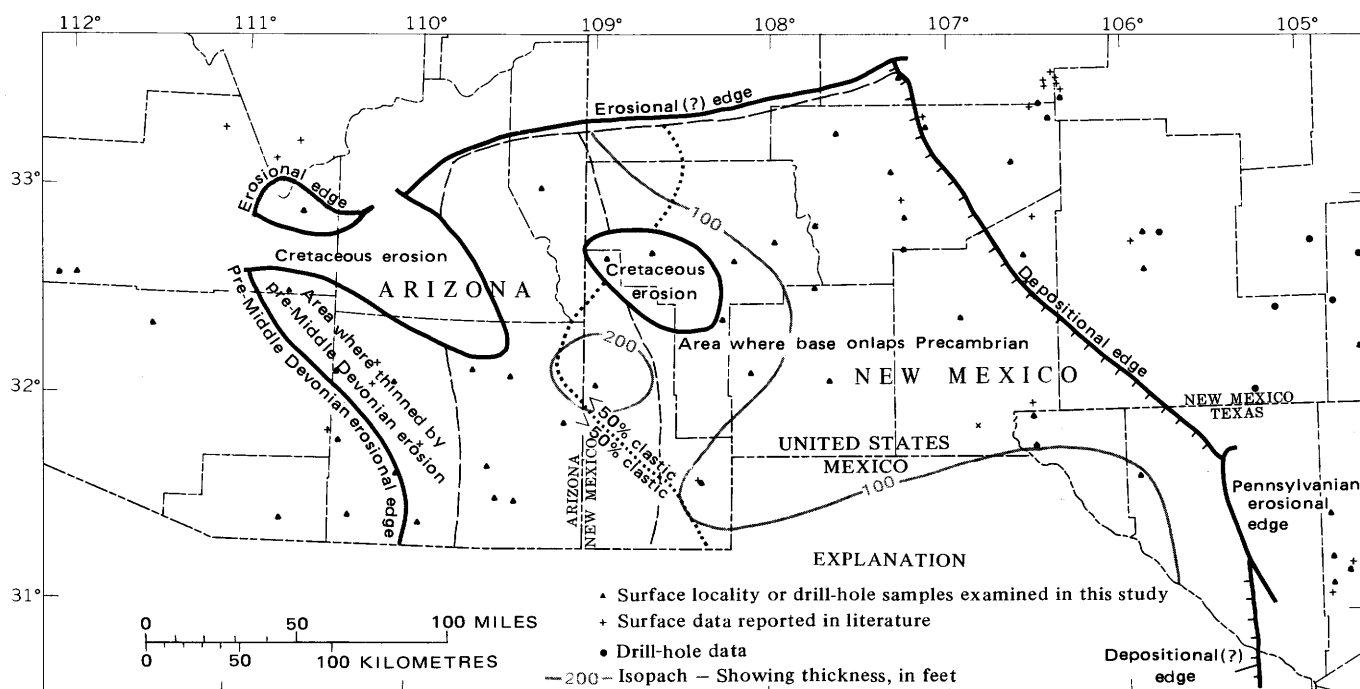 112° 111° 110° 109° 108° 107° 106° 105°
Erosional(?) edge
33°
Erosional edge
100
Cretaceous erosion
Cretaceous
erosion
ARIZONA
Pre-Middle Devonian erosional edge
Area where thinned by
pre-Middle Devonian erosion
Depositional edge
200
Area where base onlaps Precambrian
32°
NEW MEXICO
NEW MEXICO
TEXAS
< 50% clastic
> 50% clastic
ARIZONA
NEW MEXICO
UNITED STATES
MEXICO
100
Pennsylvanian
erosional
edge
EXPLANATION
31°
Surface locality or drill-hole samples examined in this study
+ Surface data reported in literature
Drill-hole data
200 Isopach — Showing thickness, in feet
0 50 100 MILES
0 50 100 KILOMETRES
Depositional(?)
edge